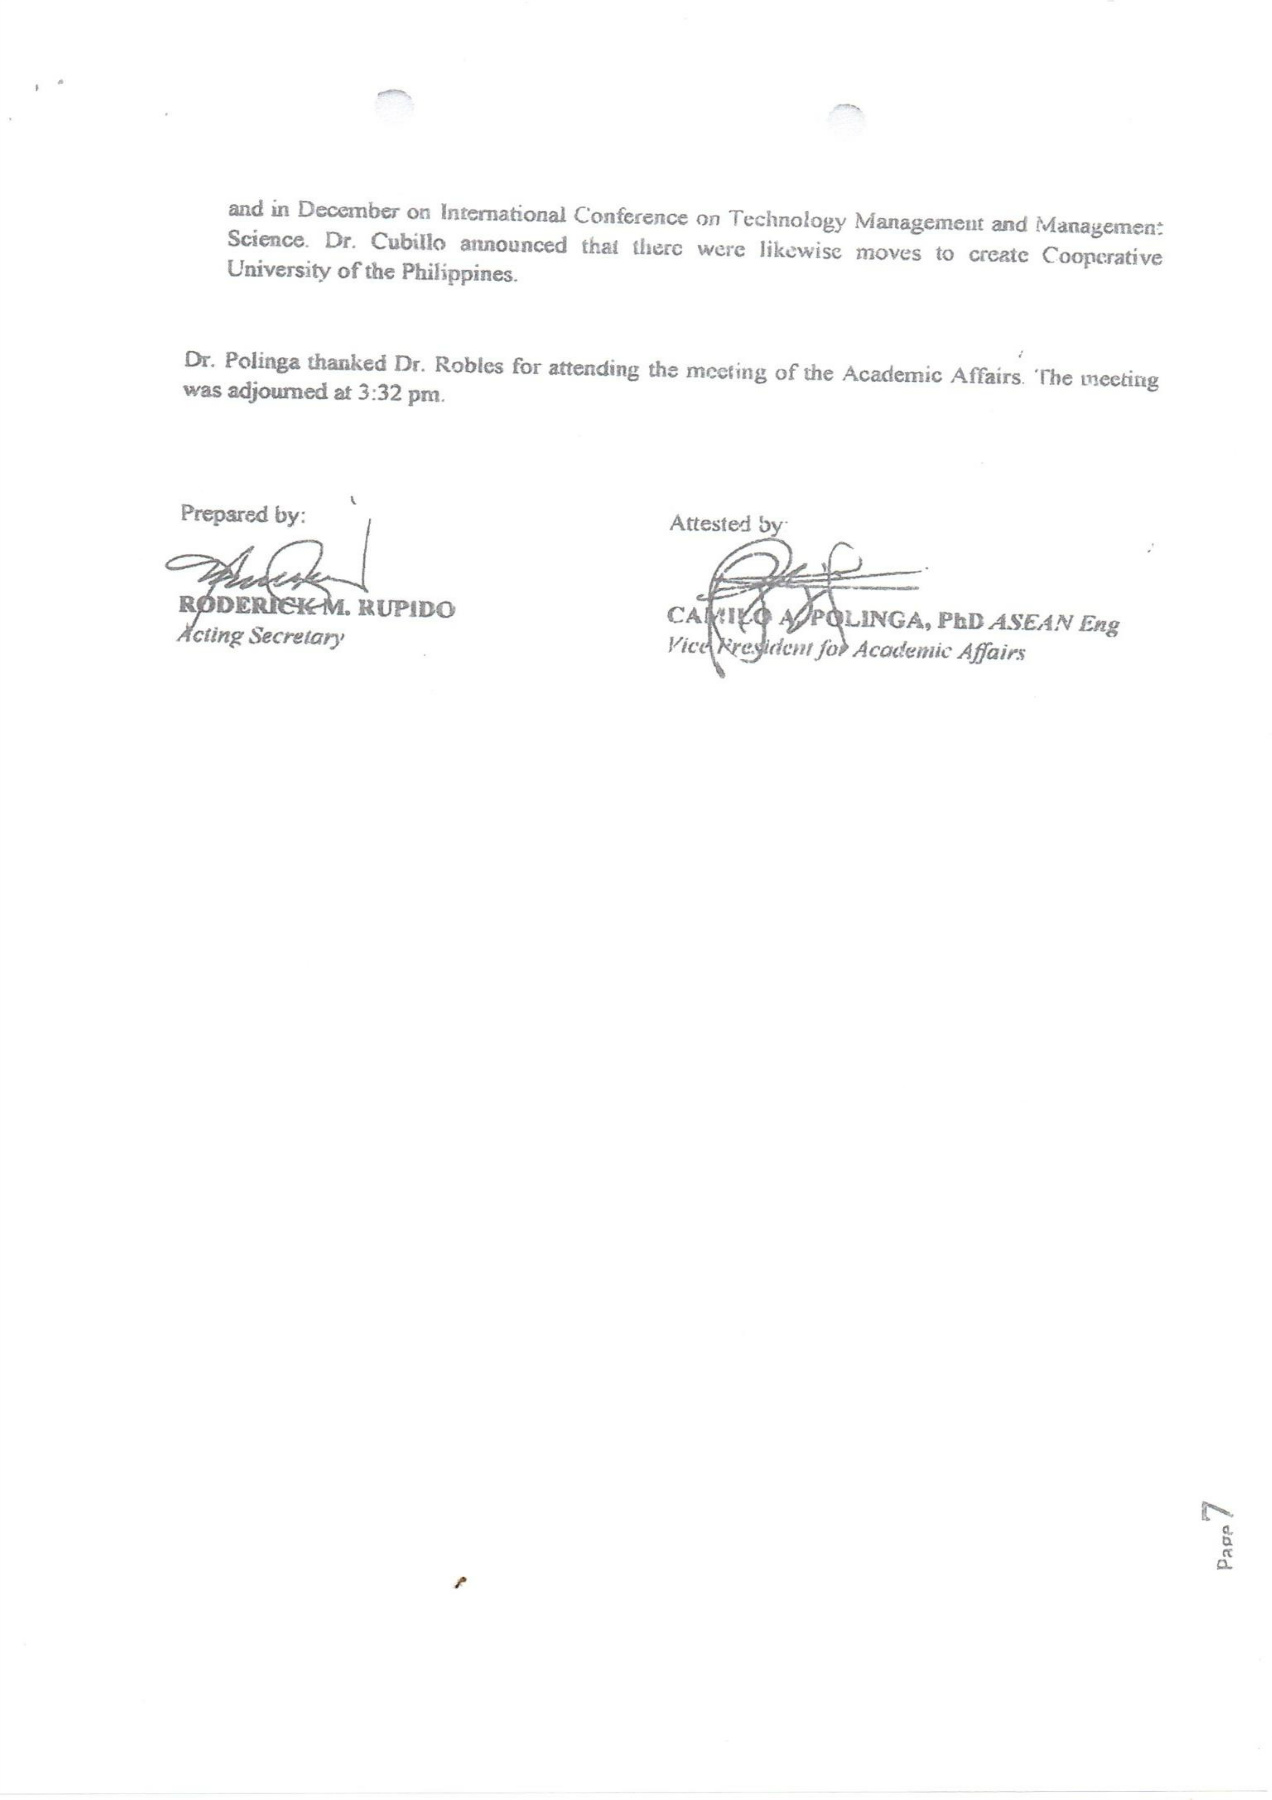 and in December on International Conference on Technology Management and Management
Science. Dr. Cubillo announced that there were likewise moves to create Cooperative
University of the Philippines.
Dr. Polinga thanked Dr. Robles for attending the meeting of the Academic Affairs. The meeting
was adjourned at 3:32 pm.
Prepared by:
Attested by:
RODERICK M. RUPIDO
CAMILO A. POLINGA, PhD ASEAN Eng
Acting Secretary
Vice President for Academic Affairs
Page 7